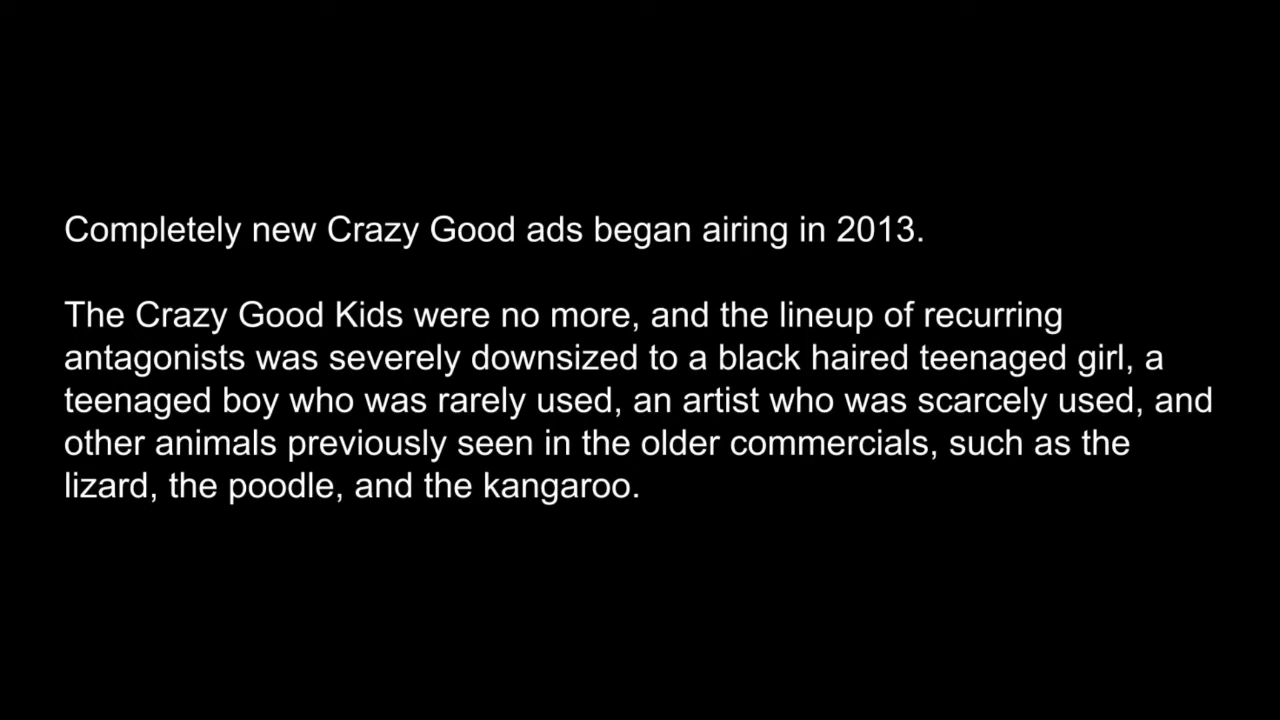 Completely new Crazy Good ads began airing in 2013.
The Crazy Good Kids were no more, and the lineup of recurring
antagonists was severely downsized to a black haired teenaged girl, a
teenaged boy who was rarely used, an artist who was scarcely used, and
other animals previously seen in the older commercials, such as the
lizard, the poodle, and the kangaroo.